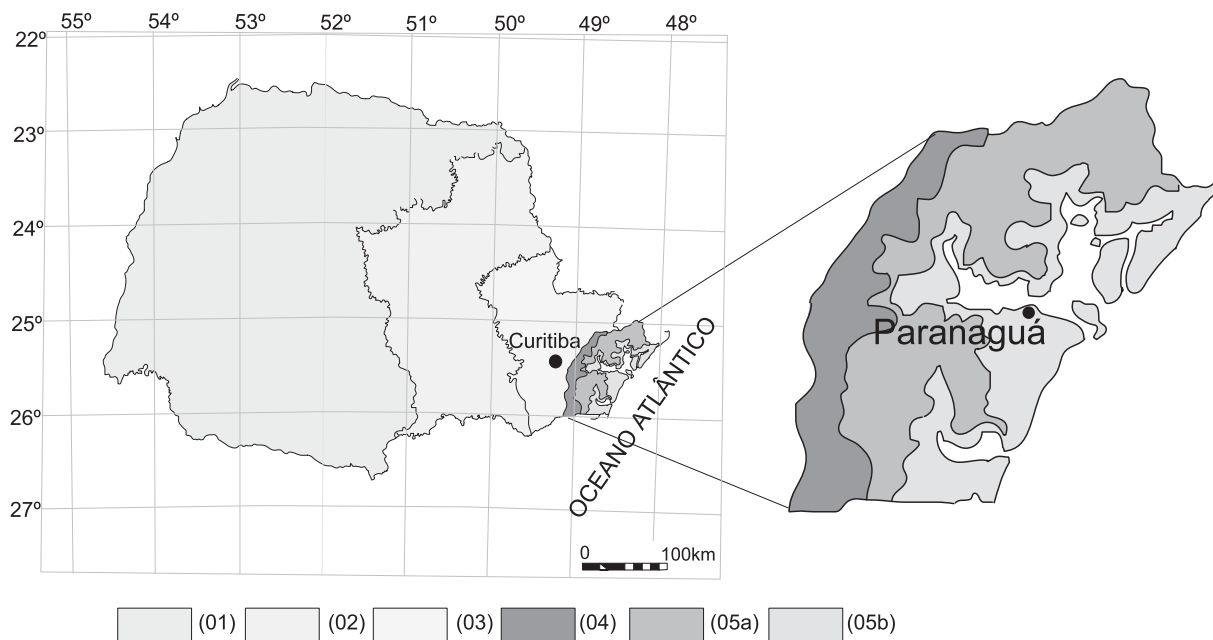 55º 54º 53º 52º 51º 50º 49º 48º
22º
23º
24º
25º
26º
27º
Curitiba
OCEANO ATLÂNTICO
Paranaguá
0 100km
(01) (02) (03) (04) (05a) (05b)